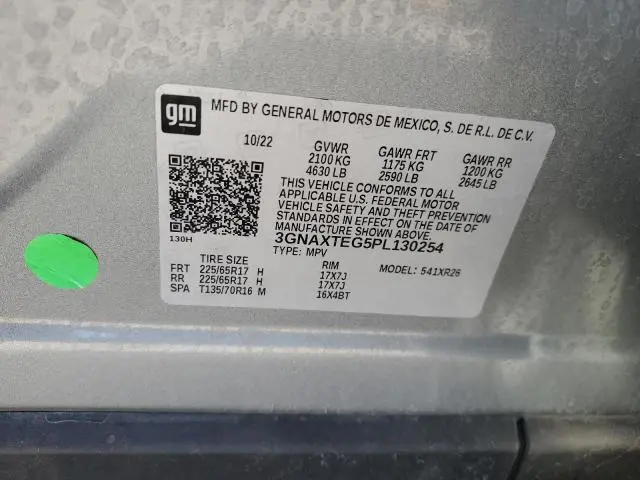 gm MFD BY GENERAL MOTORS DE MEXICO, S. DE R.L. DE C.V.
10/22 GVWR GAWR FRT GAWR RR
2100 KG 1175 KG 1200 KG
4630 LB 2590 LB 2645 LB
THIS VEHICLE CONFORMS TO ALL
APPLICABLE U.S. FEDERAL MOTOR
VEHICLE SAFETY AND THEFT PREVENTION
STANDARDS IN EFFECT ON THE DATE OF
MANUFACTURE SHOWN ABOVE.
3GNAXTEG5PL130254
130H
TYPE: MPV
TIRE SIZE RIM MODEL: 541XR26
FRT 225/65R17 H 17X7J
RR 225/65R17 H 17X7J
SPA T135/70R16 M 16X4BT